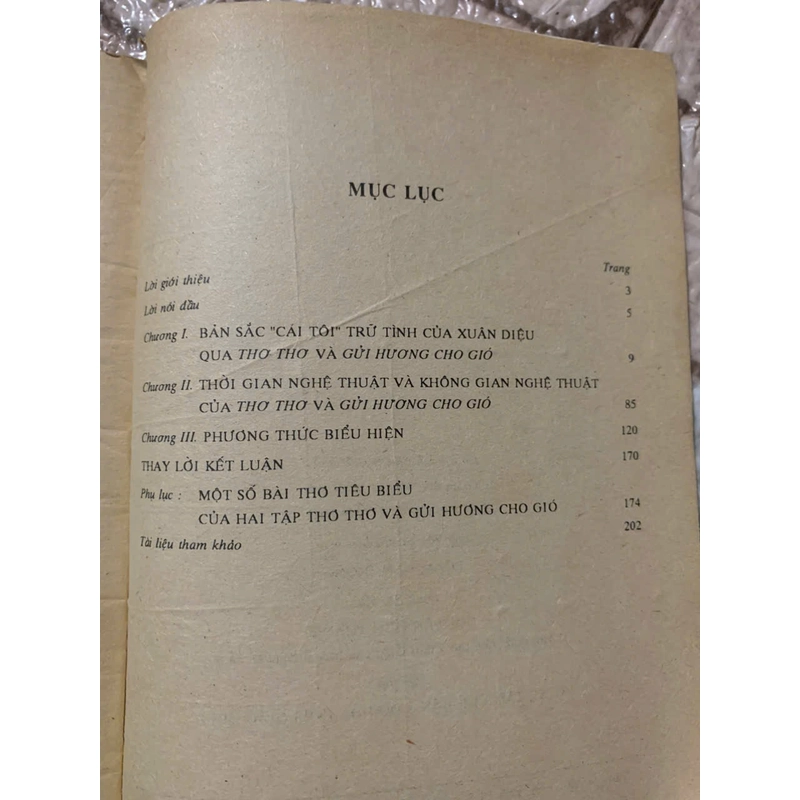 MỤC LỤC
Trang
Lời giới thiệu 3
Lời nói đầu 5
Chương I. BẢN SẮC "CÁI TÔI" TRỮ TÌNH CỦA XUÂN DIỆU
QUA THƠ THƠ VÀ GỬI HƯƠNG CHO GIÓ 9
Chương II. THỜI GIAN NGHỆ THUẬT VÀ KHÔNG GIAN NGHỆ THUẬT
CỦA THƠ THƠ VÀ GỬI HƯƠNG CHO GIÓ 85
Chương III. PHƯƠNG THỨC BIỂU HIỆN 120
THAY LỜI KẾT LUẬN 170
Phụ lục : MỘT SỐ BÀI THƠ TIÊU BIỂU
CỦA HAI TẬP THƠ THƠ VÀ GỬI HƯƠNG CHO GIÓ 174
Tài liệu tham khảo 202